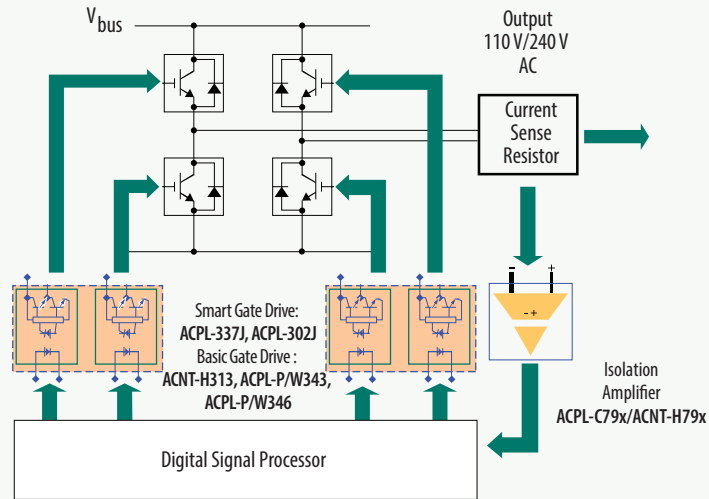 Vbus
Output
110 V/240 V
AC
Current
Sense
Resistor
Smart Gate Drive:
ACPL-337J, ACPL-302J
Basic Gate Drive :
ACNT-H313, ACPL-P/W343,
ACPL-P/W346
- +
- +
Isolation
Amplifier
ACPL-C79x/ACNT-H79x
Digital Signal Processor